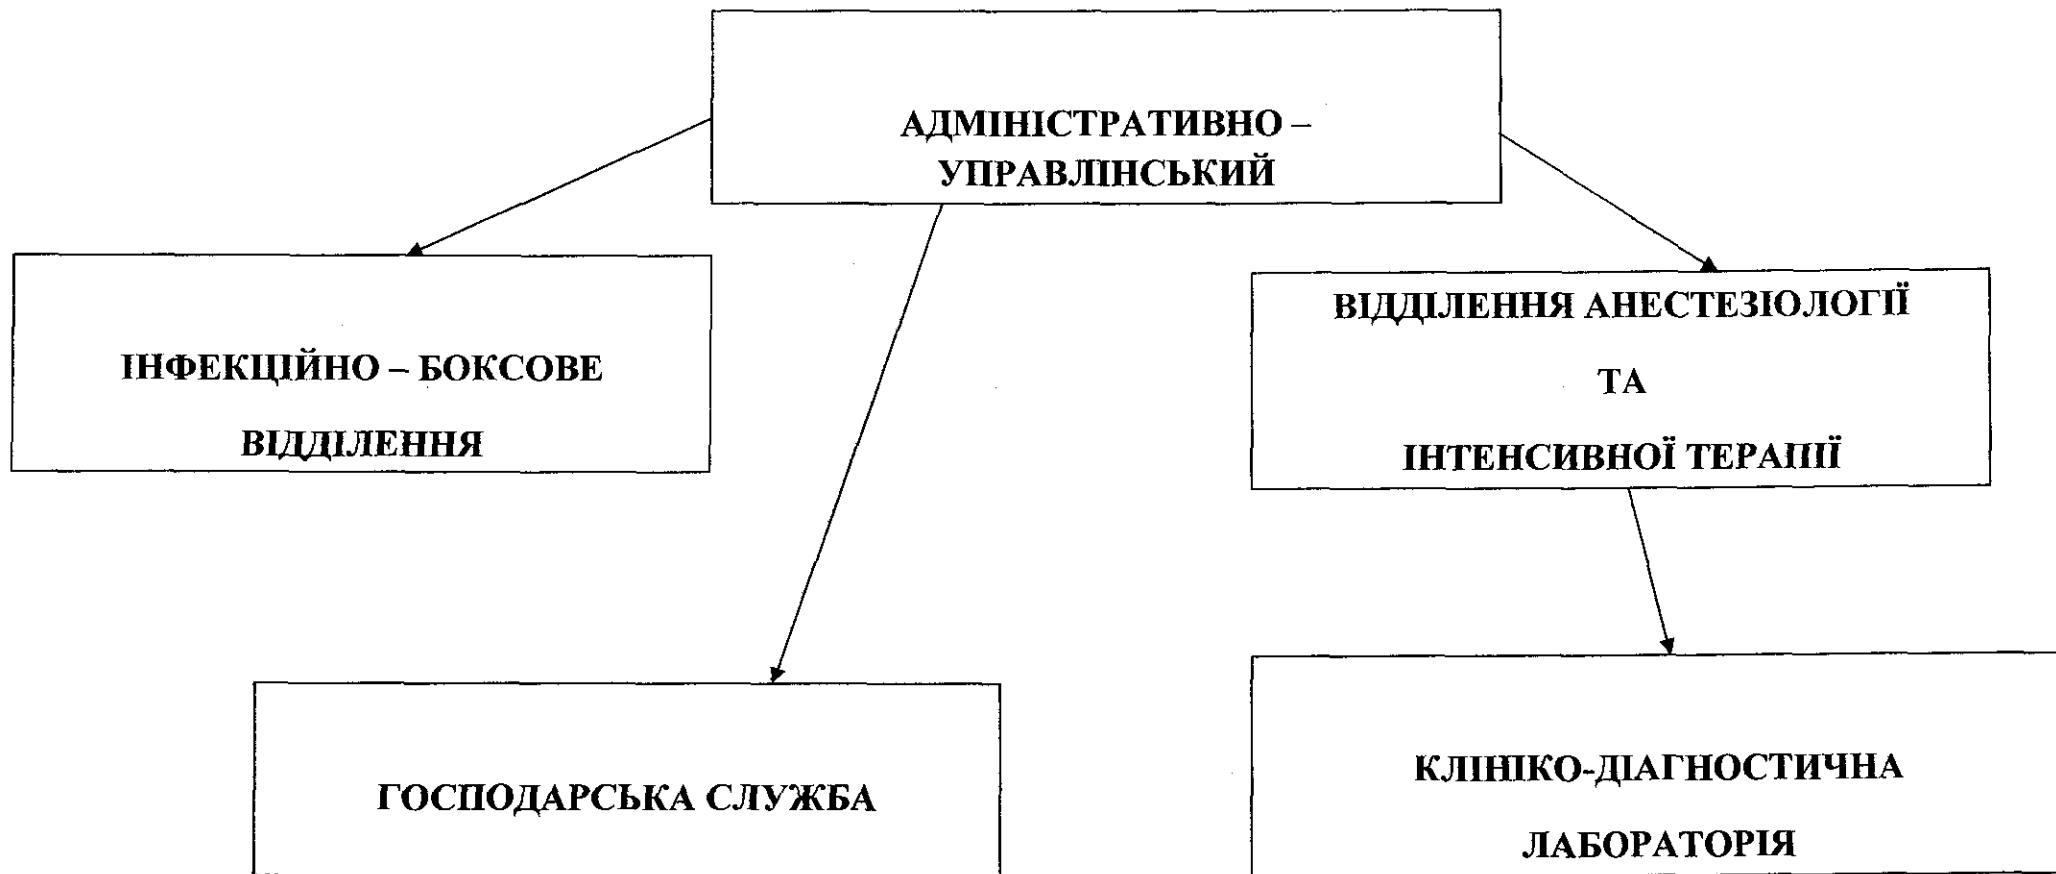 АДМІНІСТРАТИВНО –
УПРАВЛІНСЬКИЙ
ІНФЕКЦІЙНО – БОКСОВЕ
ВІДДІЛЕННЯ
ВІДДІЛЕННЯ АНЕСТЕЗІОЛОГІЇ
ТА
ІНТЕНСИВНОЇ ТЕРАПІЇ
ГОСПОДАРСЬКА СЛУЖБА
КЛІНІКО-ДІАГНОСТИЧНА
ЛАБОРАТОРІЯ